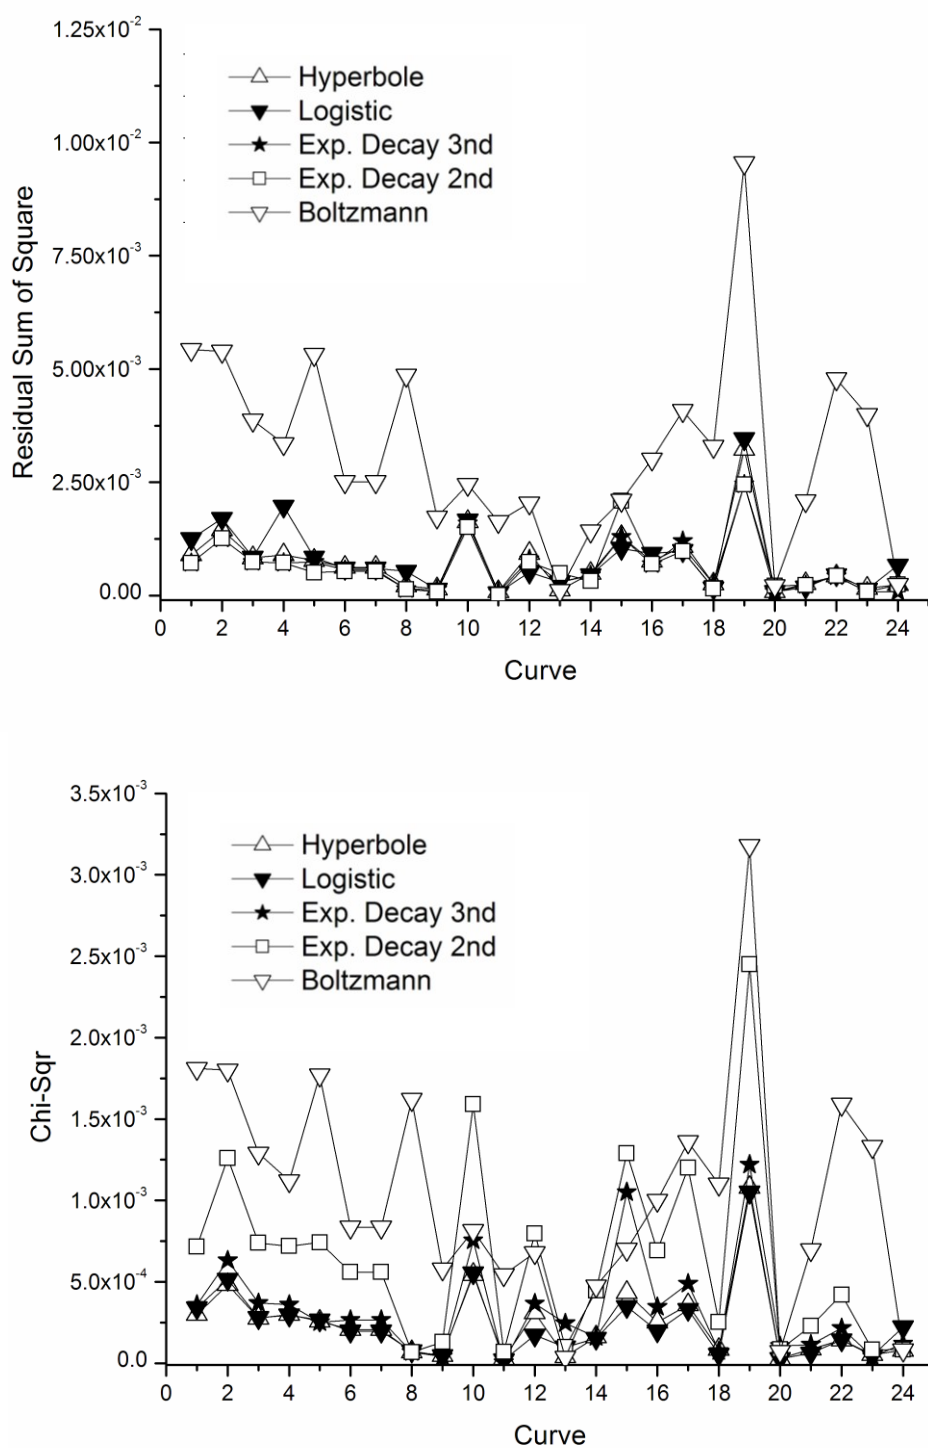 1.25x10⁻²
1.00x10⁻²
7.50x10⁻³
5.00x10⁻³
2.50x10⁻³
0.00
Residual Sum of Square
Hyperbole
Logistic
Exp. Decay 3nd
Exp. Decay 2nd
Boltzmann
0 2 4 6 8 10 12 14 16 18 20 22 24
Curve
3.5x10⁻³
3.0x10⁻³
2.5x10⁻³
2.0x10⁻³
1.5x10⁻³
1.0x10⁻³
5.0x10⁻⁴
0.0
Chi-Sqr
Hyperbole
Logistic
Exp. Decay 3nd
Exp. Decay 2nd
Boltzmann
0 2 4 6 8 10 12 14 16 18 20 22 24
Curve